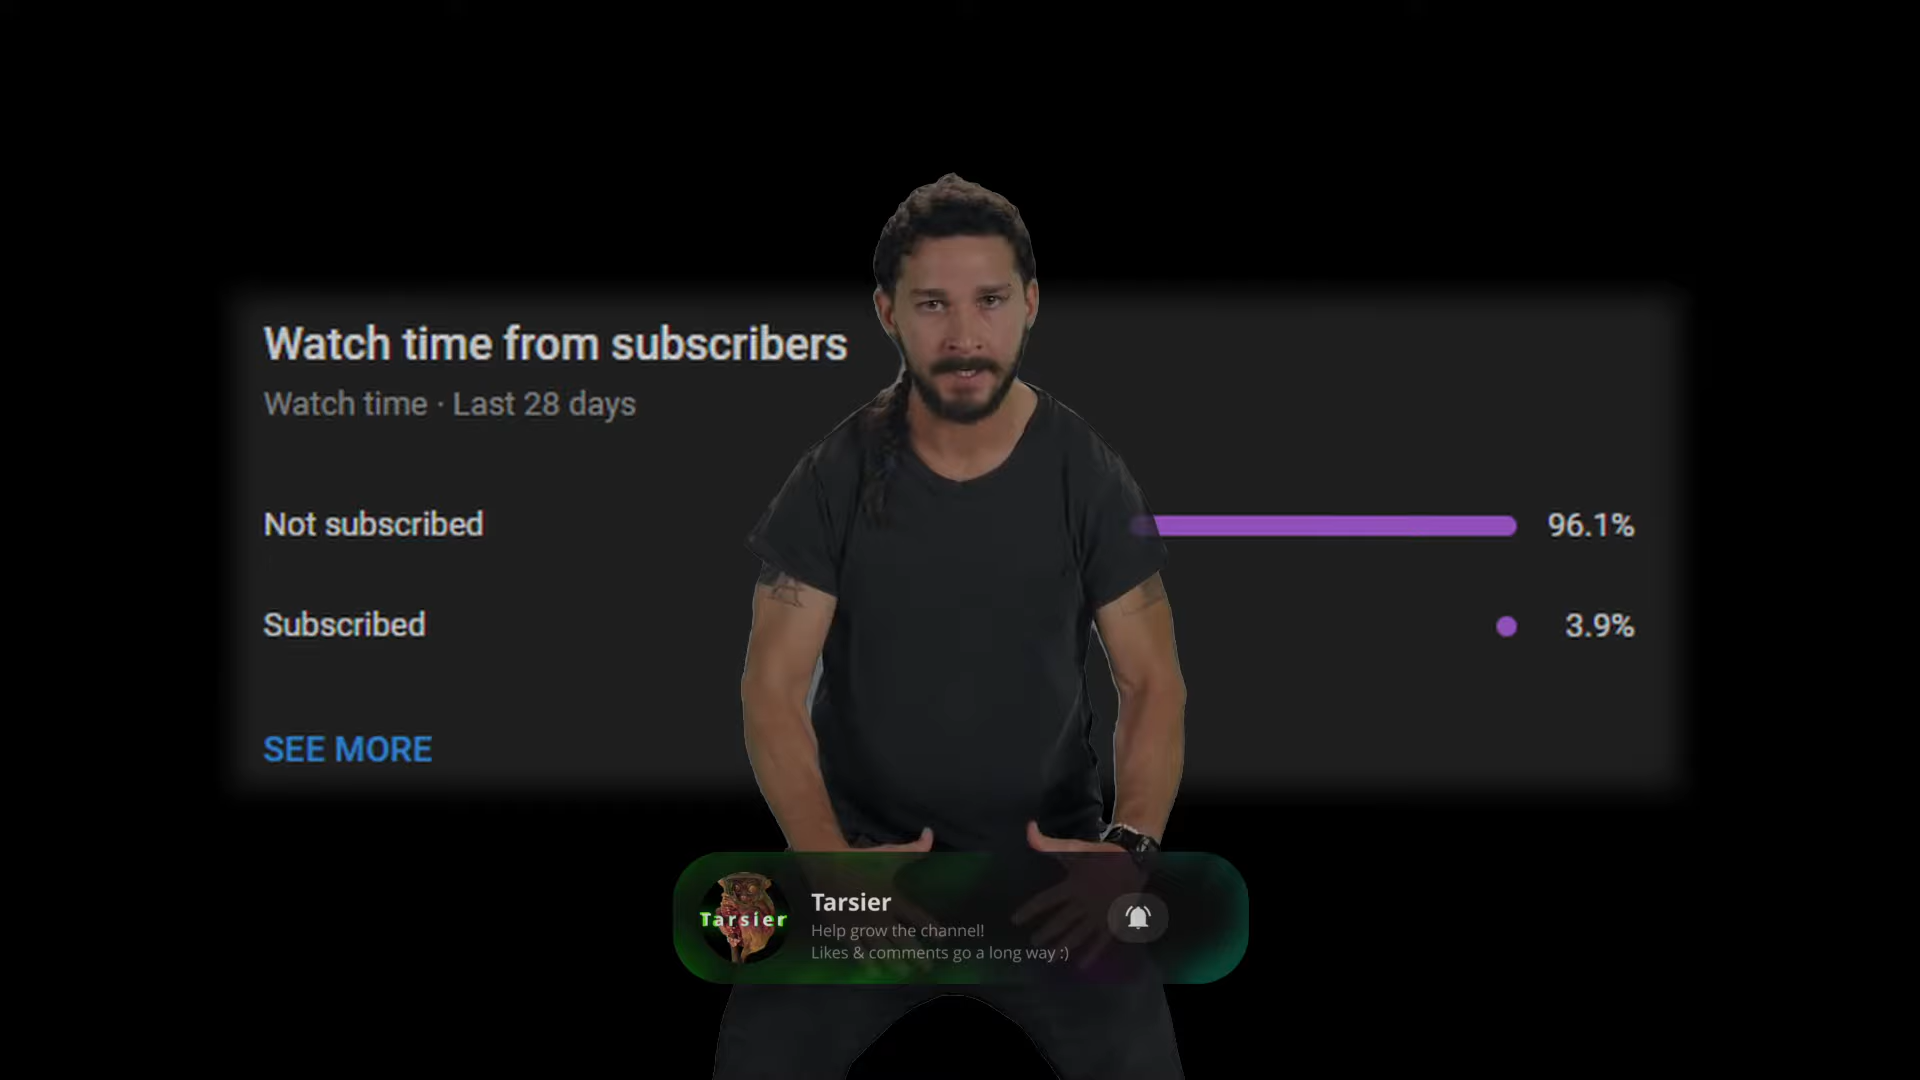 Watch time from subscribers
Watch time · Last 28 days
Not subscribed
96.1%
Subscribed
3.9%
SEE MORE
Tarsier
Tarsier
Help grow the channel!
Likes & comments go a long way :)